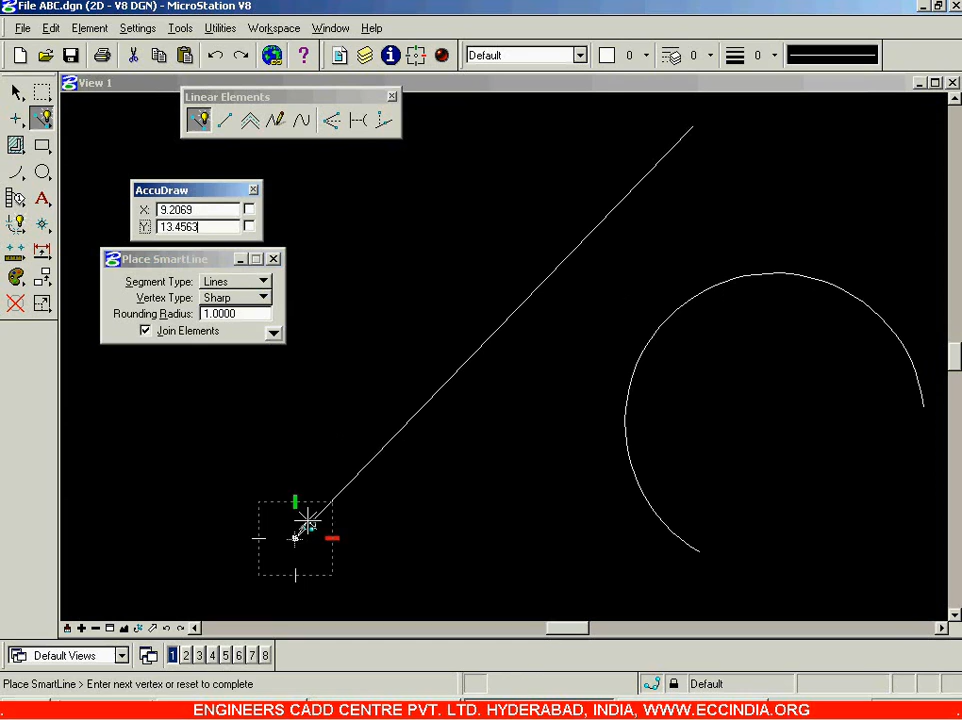 File ABC.dgn (2D - V8 DGN) - MicroStation V8
File Edit Element Settings Tools Utilities Workspace Window Help
Default 0 0 0
View 1
Linear Elements
AccuDraw
X: 9.2069
Y: 13.4563
Place SmartLine
Segment Type: Lines
Vertex Type: Sharp
Rounding Radius: 1.0000
Join Elements
Default Views 1 2 3 4 5 6 7 8
Place SmartLine > Enter next vertex or reset to complete Default
ENGINEERS CADD CENTRE PVT. LTD. HYDERABAD, INDIA, WWW.ECCINDIA.ORG